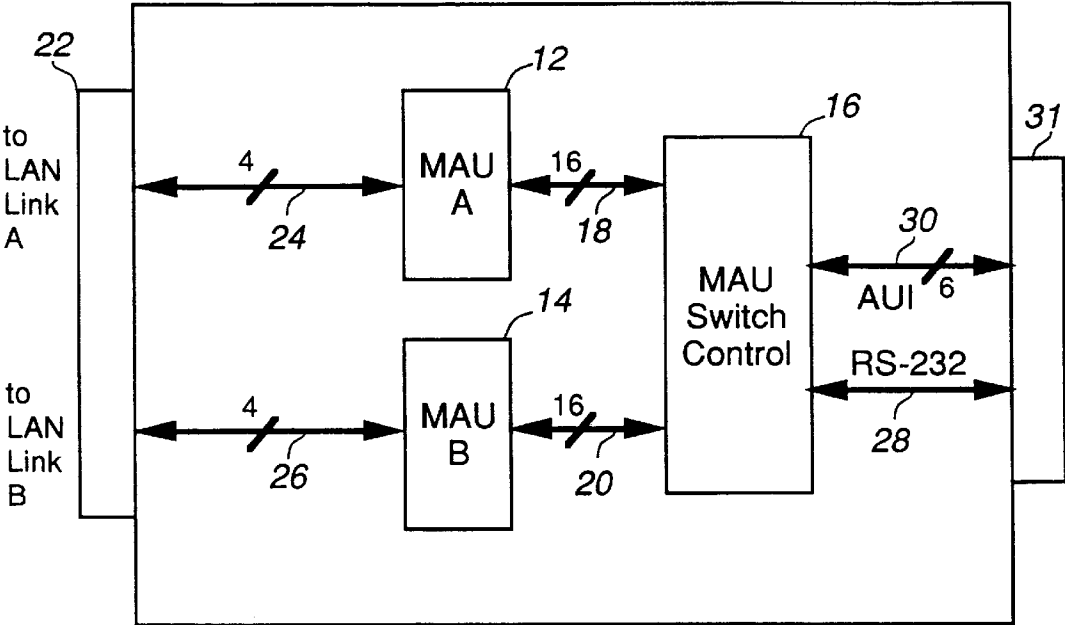 22
12
16
31
to
LAN
Link
A
4
24
MAU
A
16
18
30
AUI
6
MAU
Switch
Control
14
RS-232
28
to
LAN
Link
B
4
26
MAU
B
16
20